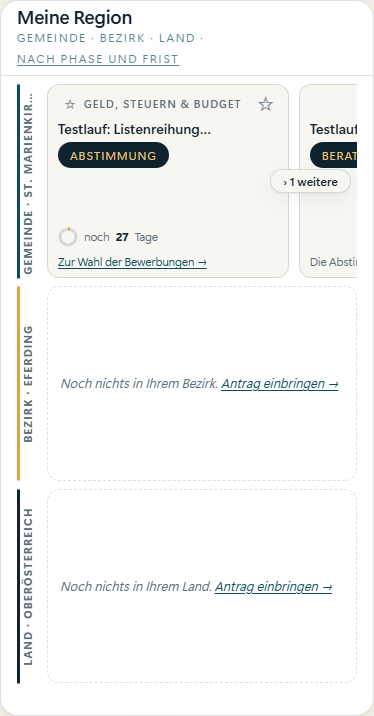 Meine Region
GEMEINDE · BEZIRK · LAND ·
NACH PHASE UND FRIST
GEMEINDE · ST. MARIENKIR…
☆ GELD, STEUERN & BUDGET ☆
Testlauf: Listenreihung…
ABSTIMMUNG
noch 27 Tage
Zur Wahl der Bewerbungen →
Testlauf
BERAT
› 1 weitere
Die Abstin
BEZIRK · EFERDING
Noch nichts in Ihrem Bezirk. Antrag einbringen →
LAND · OBERÖSTERREICH
Noch nichts in Ihrem Land. Antrag einbringen →